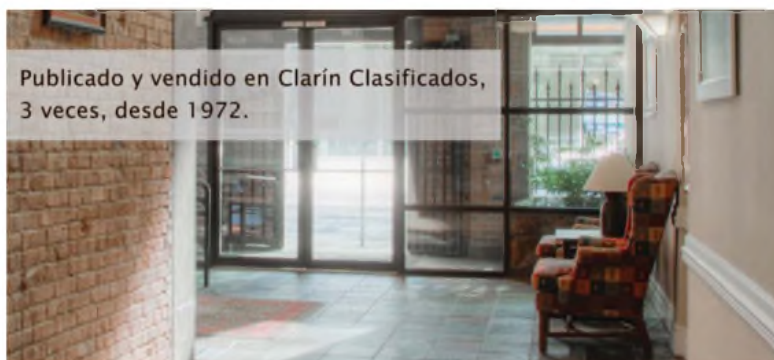 Publicado y vendido en Clarín Clasificados,
3 veces, desde 1972.